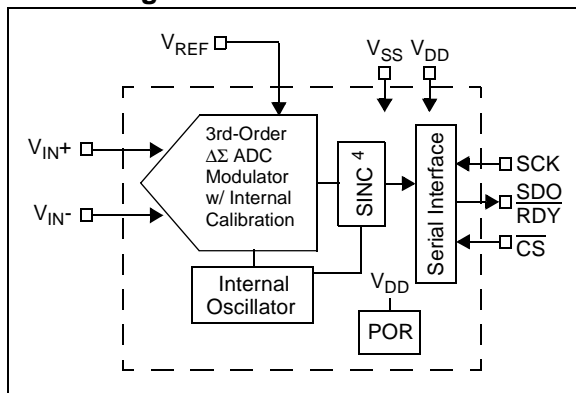 V_REF
V_SS
V_DD
V_IN+
V_IN-
3rd-Order
ΔΣ ADC
Modulator
w/ Internal
Calibration
SINC ⁴
Serial Interface
SCK
SDO
RDY
CS
Internal
Oscillator
V_DD
POR